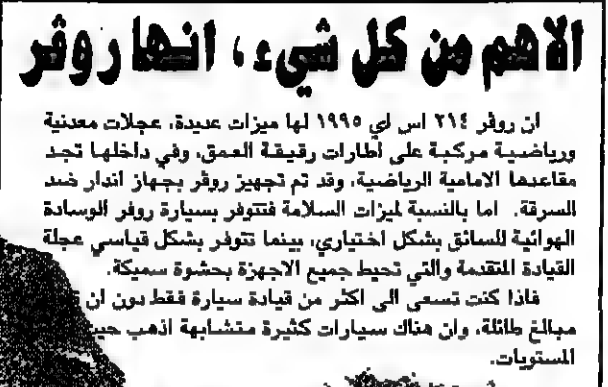 الاهم من كل شيء، انها روڤر
ان روڤر ٢١٤ اس اي ١٩٩٥ لها ميزات عديدة، عجلات معدنية
ورياضية مركبة على اطارات رقيقة العمق، وفي داخلها تجد
مقاعدها الامامية الرياضية، وقد تم تجهيز روڤر بجهاز انذار ضد
السرقة. اما بالنسبة لميزات السلامة فتتوفر بسيارة روفر الوسادة
الهوائية للسائق بشكل اختياري، بينما تتوفر بشكل قياسي عجلة
القيادة المتقدمة والتي تحيط جميع الاجهزة بحشوة سميكة.
فاذا كنت تسعى الى اكثر من قيادة سيارة فقط بدون ان
مبالغ طائلة، وان هناك سيارات كثيرة متشابهة اذهب
المستويات.